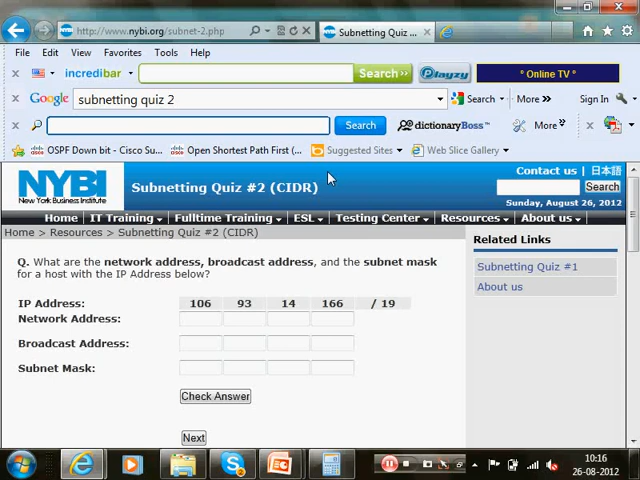 http://www.nybi.org/subnet-2.php
Subnetting Quiz ...
File Edit View Favorites Tools Help
incredibar Search Playzy ° Online TV °
Google subnetting quiz 2 Search More Sign In
Search dictionaryBoss More
OSPF Down bit - Cisco Su... Open Shortest Path First (... Suggested Sites Web Slice Gallery
NYBI
New York Business Institute
Subnetting Quiz #2 (CIDR)
Contact us | 日本語
Search
Sunday, August 26, 2012
Home IT Training Fulltime Training ESL Testing Center Resources About us
Home > Resources > Subnetting Quiz #2 (CIDR)
Related Links
Subnetting Quiz #1
About us
Q. What are the network address, broadcast address, and the subnet mask
for a host with the IP Address below?
IP Address: 106 93 14 166 / 19
Network Address:
Broadcast Address:
Subnet Mask:
Check Answer
Next
10:16
26-08-2012